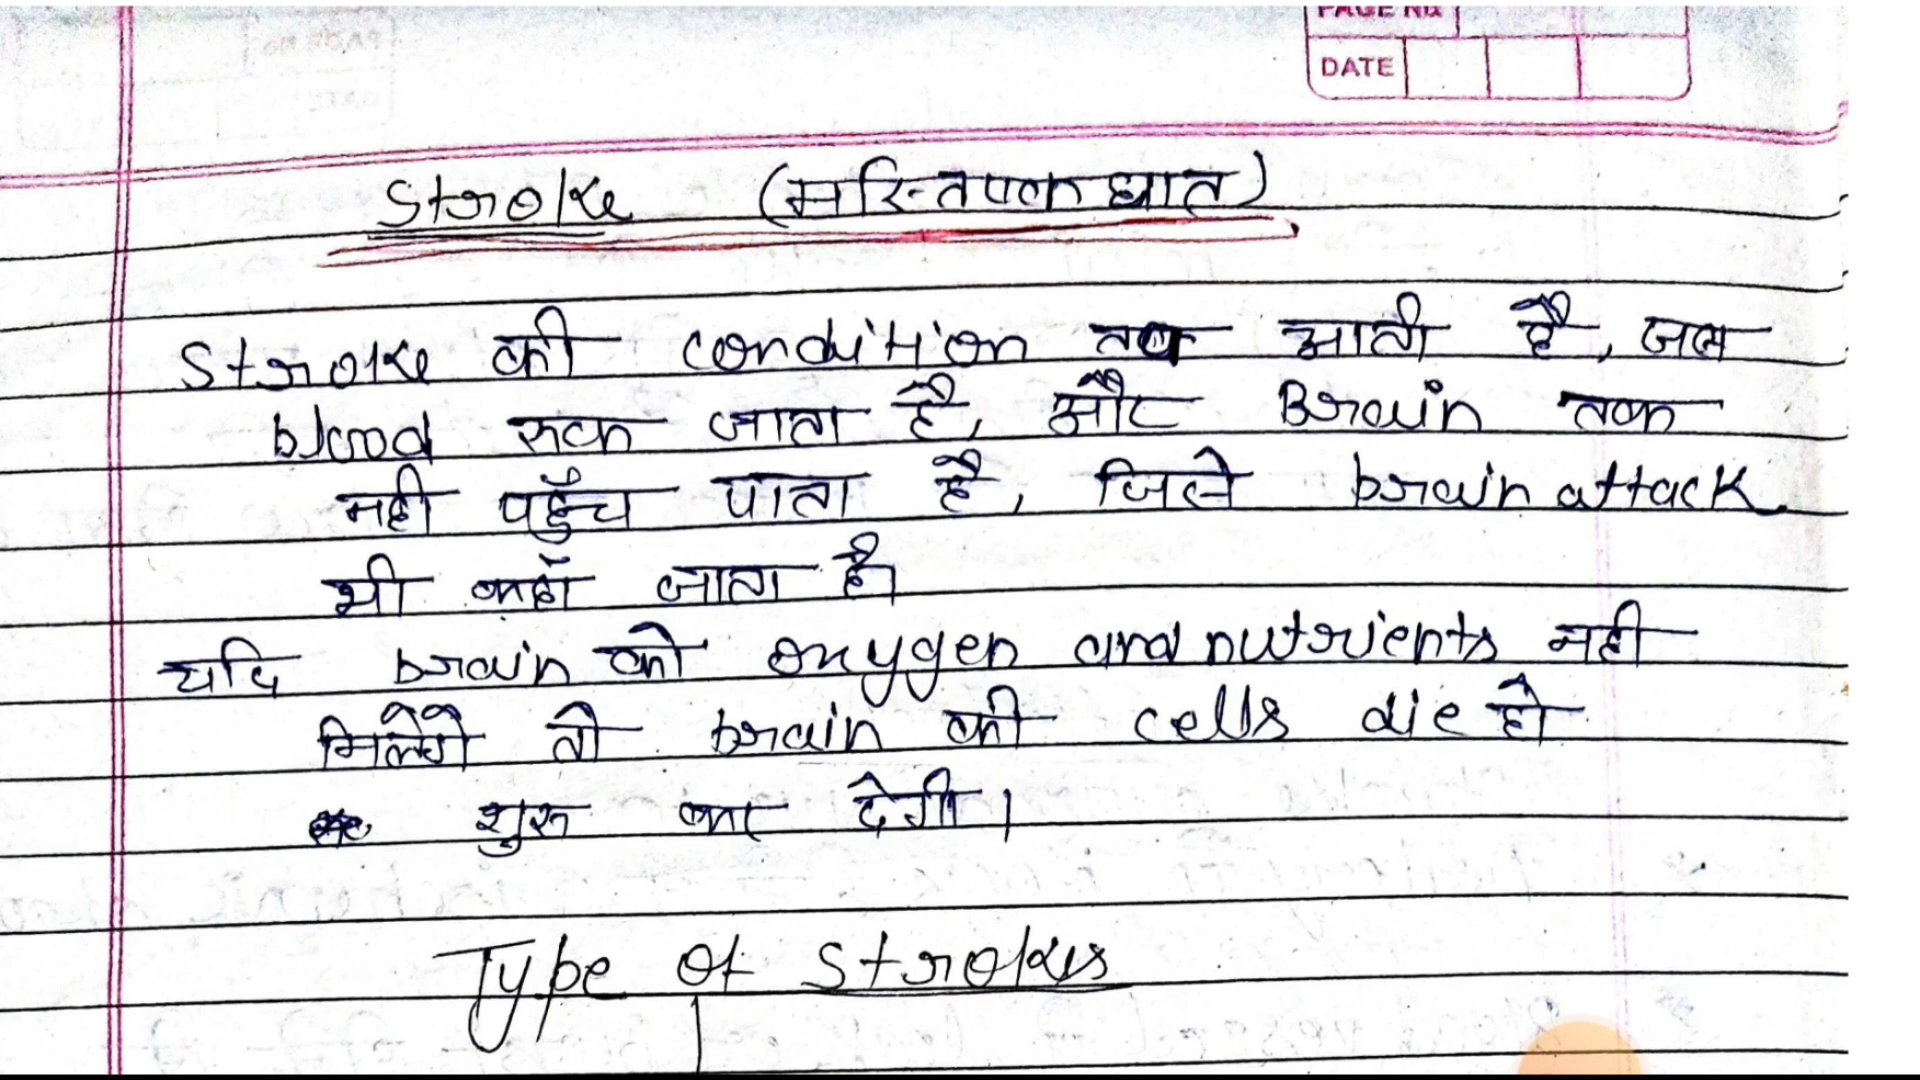 PAGE No.
DATE
Stroke (मस्तिष्क घात)
Stroke की condition तब आती है, जब
blood रुक जाता है, और Brain तक
नही पहुँच पाता है, जिसे brain attack
भी कहाँ जाता है।
यदि brain को oxygen and nutrients नही
मिलेगे तो brain की cells die हो
शुरू कर देगी।
Type of strokes